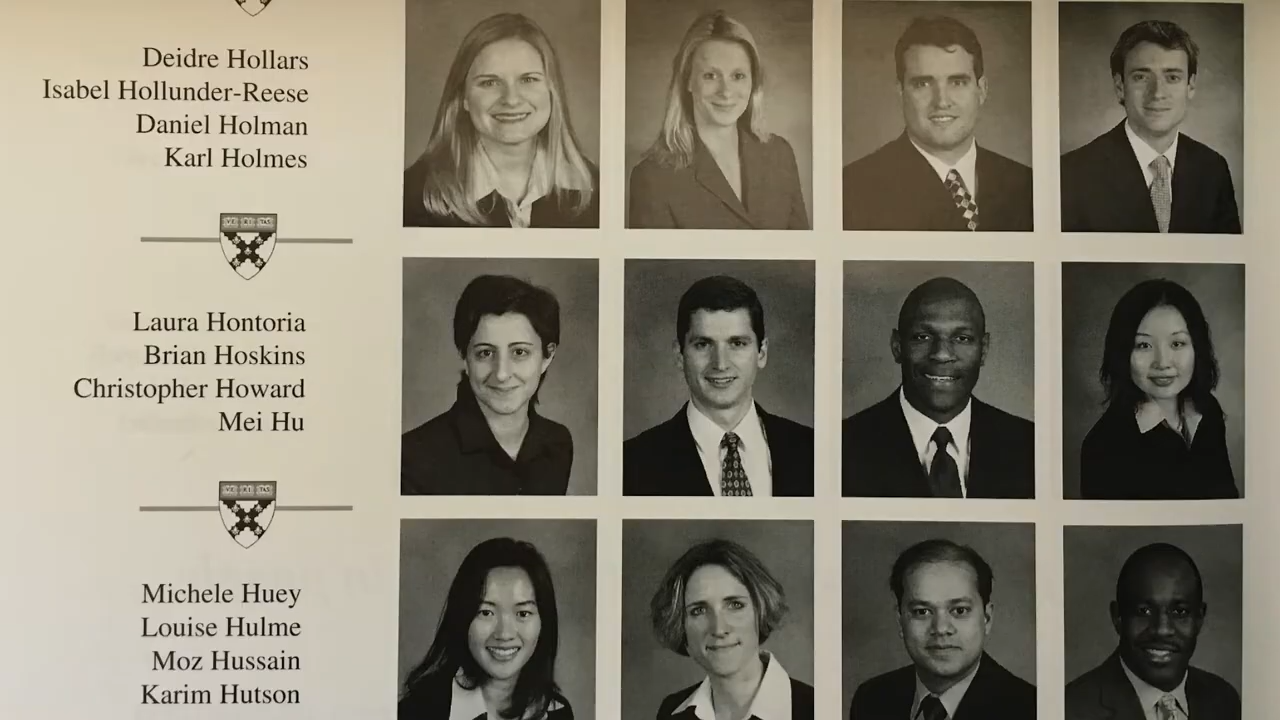 Deidre Hollars
Isabel Hollunder-Reese
Daniel Holman
Karl Holmes
Laura Hontoria
Brian Hoskins
Christopher Howard
Mei Hu
Michele Huey
Louise Hulme
Moz Hussain
Karim Hutson